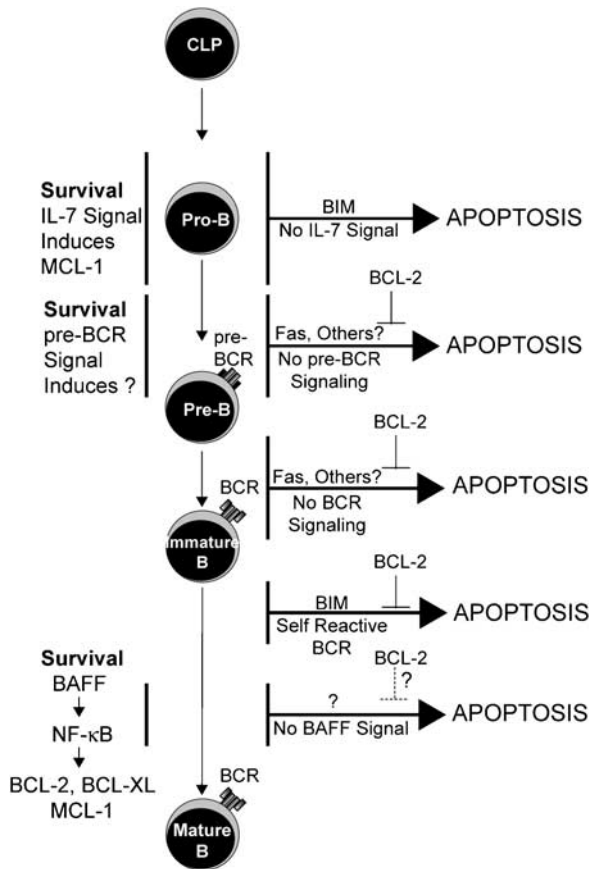 CLP
Survival
IL-7 Signal
Induces
MCL-1
Pro-B
BIM
No IL-7 Signal
APOPTOSIS
BCL-2
Survival
pre-BCR
Signal
Induces ?
pre-
BCR
Fas, Others?
No pre-BCR
Signaling
APOPTOSIS
Pre-B
BCL-2
BCR
Fas, Others?
No BCR
Signaling
APOPTOSIS
Immature
B
BCL-2
BIM
Self Reactive
BCR
APOPTOSIS
Survival
BAFF
NF-κB
BCL-2, BCL-XL
MCL-1
BCL-2
?
?
No BAFF Signal
APOPTOSIS
BCR
Mature
B